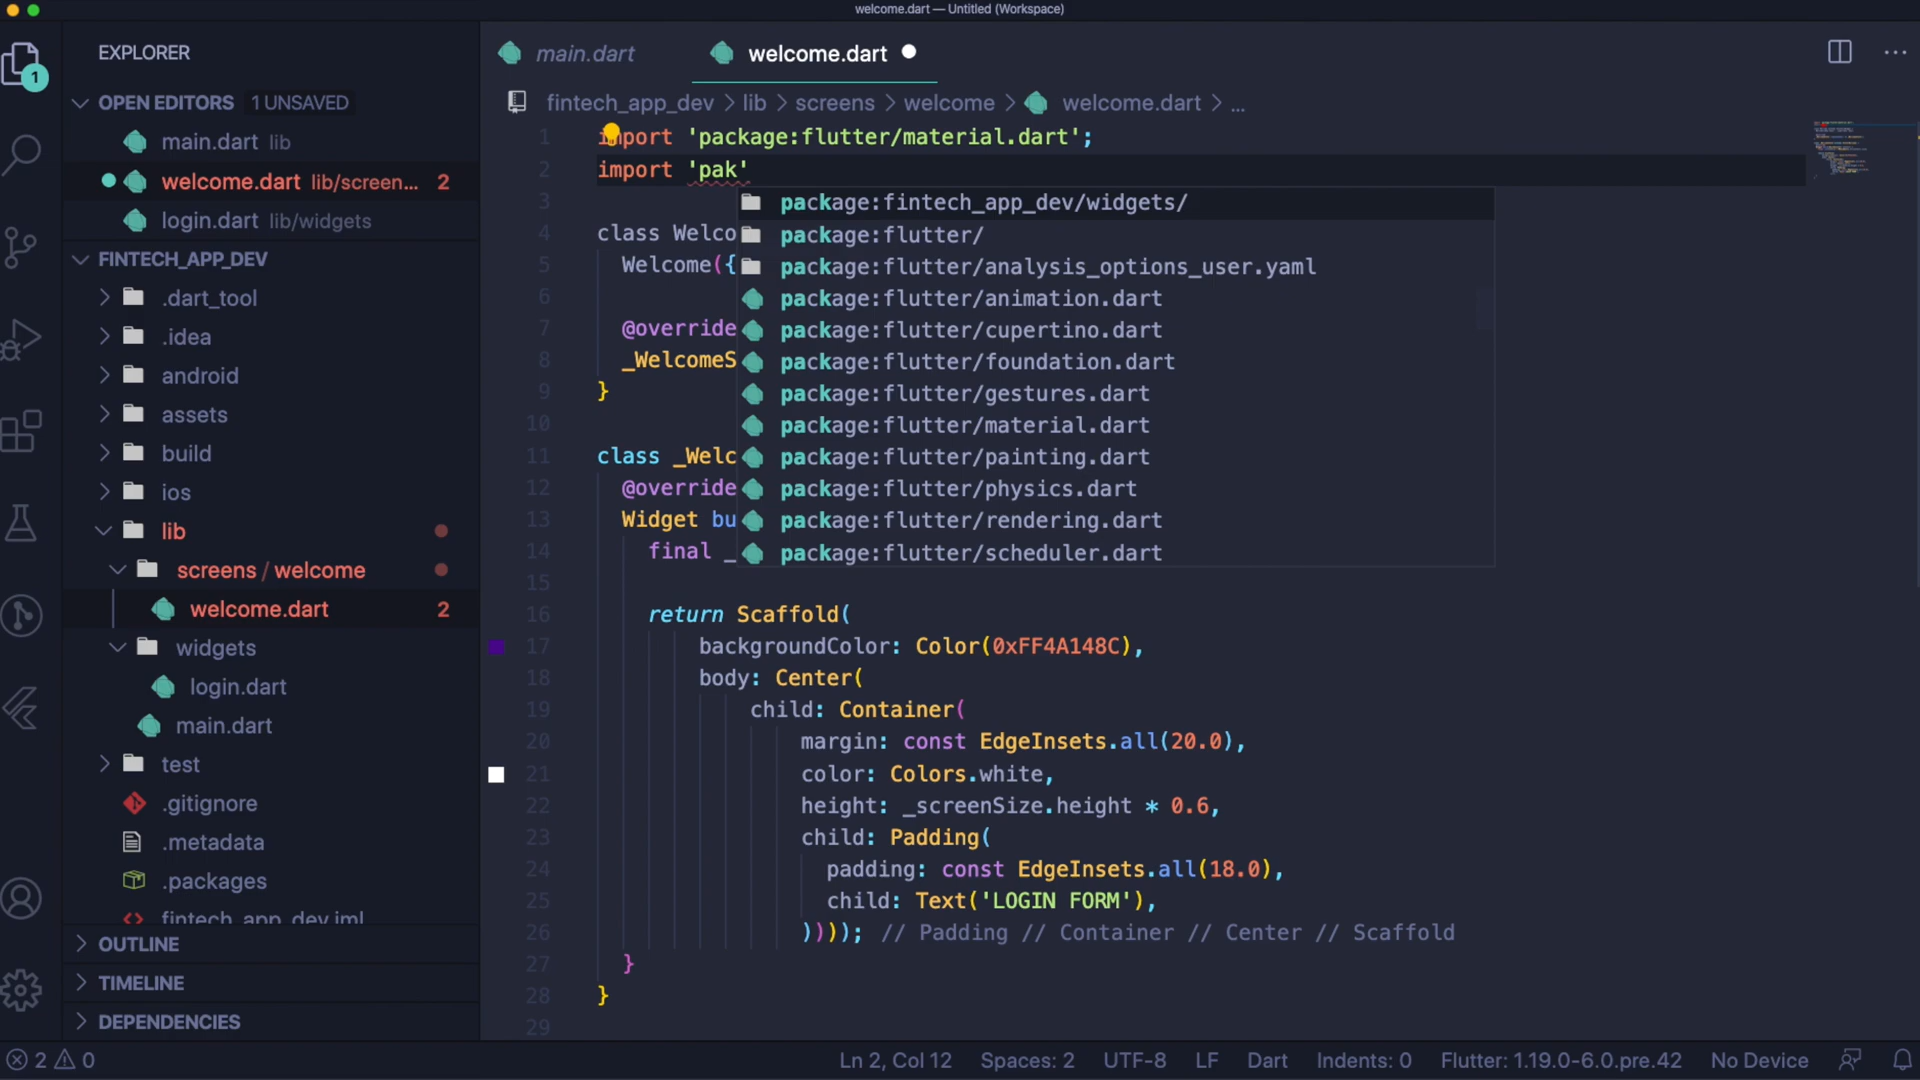 welcome.dart — Untitled (Workspace)
EXPLORER
OPEN EDITORS 1 UNSAVED
main.dart lib
welcome.dart lib/screen... 2
login.dart lib/widgets
FINTECH_APP_DEV
.dart_tool
.idea
android
assets
build
ios
lib
screens / welcome
welcome.dart 2
widgets
login.dart
main.dart
test
.gitignore
.metadata
.packages
fintech_app_dev.iml
OUTLINE
TIMELINE
DEPENDENCIES
1
main.dart
welcome.dart
fintech_app_dev > lib > screens > welcome > welcome.dart > ...
1 import 'package:flutter/material.dart';
2 import 'pak'
3
4 class Welco
5 Welcome({
6
7 @override
8 _WelcomeS
9 }
10
11 class _Welc
12 @override
13 Widget bu
14 final _
15
16 return Scaffold(
17 backgroundColor: Color(0xFF4A148C),
18 body: Center(
19 child: Container(
20 margin: const EdgeInsets.all(20.0),
21 color: Colors.white,
22 height: _screenSize.height * 0.6,
23 child: Padding(
24 padding: const EdgeInsets.all(18.0),
25 child: Text('LOGIN FORM'),
26 )))); // Padding // Container // Center // Scaffold
27 }
28 }
29
package:fintech_app_dev/widgets/
package:flutter/
package:flutter/analysis_options_user.yaml
package:flutter/animation.dart
package:flutter/cupertino.dart
package:flutter/foundation.dart
package:flutter/gestures.dart
package:flutter/material.dart
package:flutter/painting.dart
package:flutter/physics.dart
package:flutter/rendering.dart
package:flutter/scheduler.dart
2 0 Ln 2, Col 12 Spaces: 2 UTF-8 LF Dart Indents: 0 Flutter: 1.19.0-6.0.pre.42 No Device